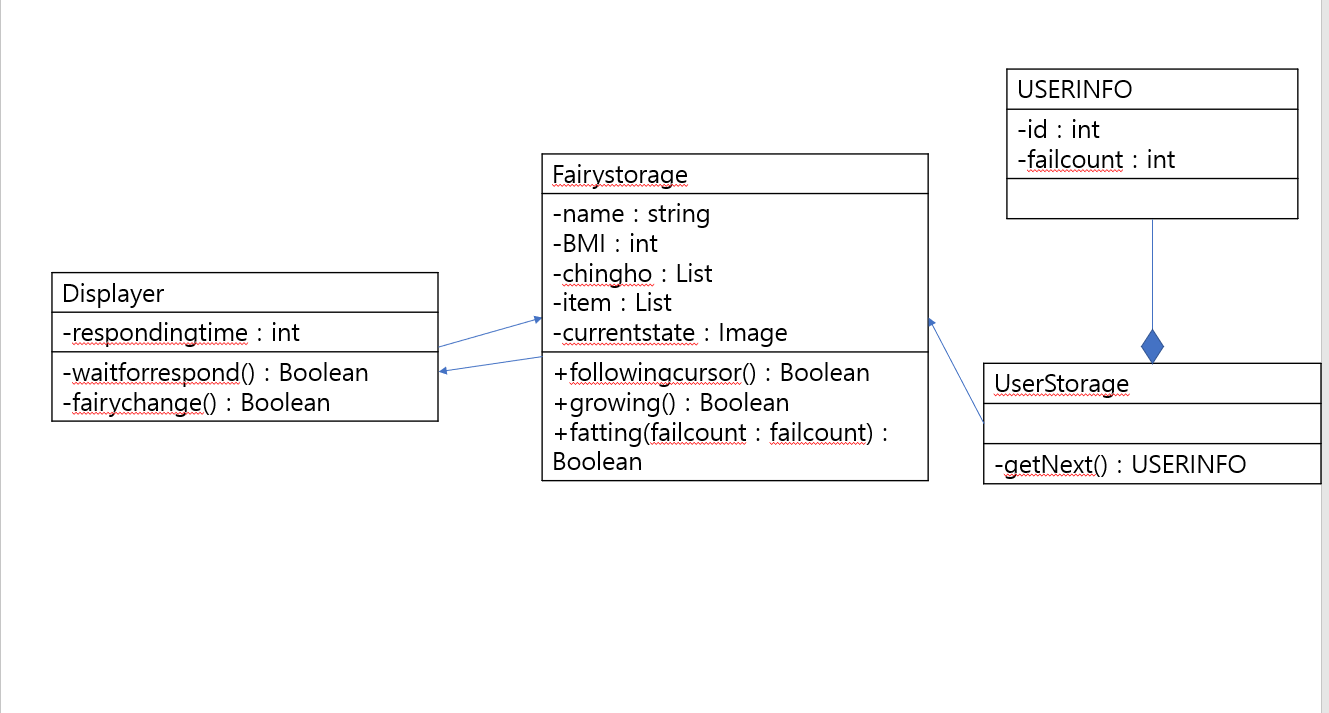 Displayer
-respondingtime : int
-waitforrespond() : Boolean
-fairychange() : Boolean
Fairystorage
-name : string
-BMI : int
-chingho : List
-item : List
-currentstate : Image
+followingcursor() : Boolean
+growing() : Boolean
+fatting(failcount : failcount) :
Boolean
USERINFO
-id : int
-failcount : int
UserStorage
-getNext() : USERINFO